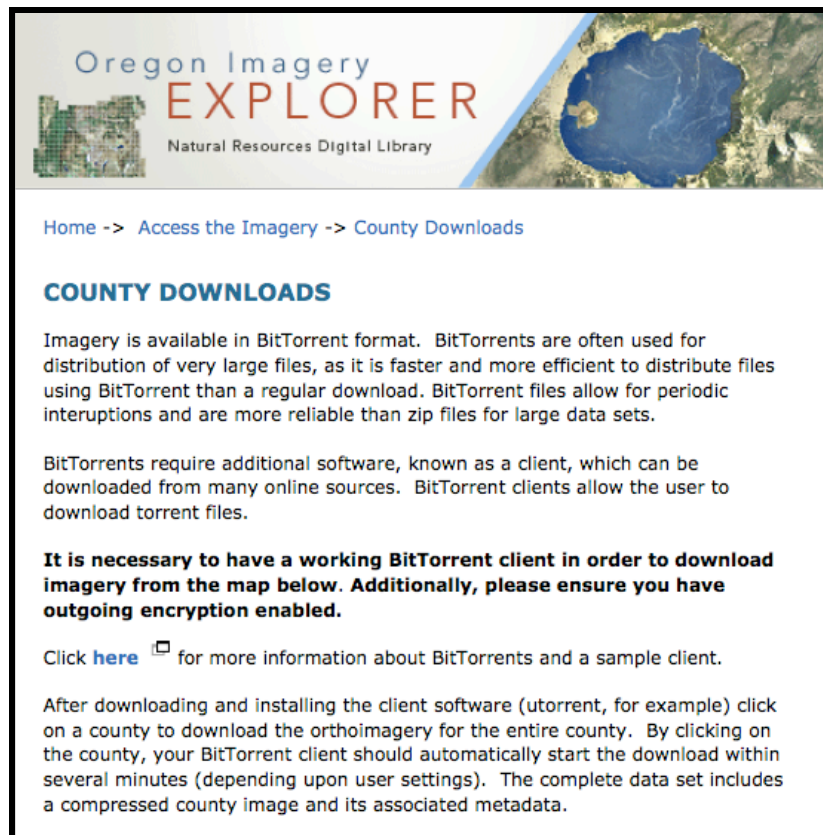 Oregon Imagery
EXPLORER
Natural Resources Digital Library
Home -> Access the Imagery -> County Downloads
COUNTY DOWNLOADS
Imagery is available in BitTorrent format.  BitTorrents are often used for
distribution of very large files, as it is faster and more efficient to distribute files
using BitTorrent than a regular download. BitTorrent files allow for periodic
interuptions and are more reliable than zip files for large data sets.
BitTorrents require additional software, known as a client, which can be
downloaded from many online sources.  BitTorrent clients allow the user to
download torrent files.
It is necessary to have a working BitTorrent client in order to download
imagery from the map below. Additionally, please ensure you have
outgoing encryption enabled.
Click here for more information about BitTorrents and a sample client.
After downloading and installing the client software (utorrent, for example) click
on a county to download the orthoimagery for the entire county.  By clicking on
the county, your BitTorrent client should automatically start the download within
several minutes (depending upon user settings).  The complete data set includes
a compressed county image and its associated metadata.